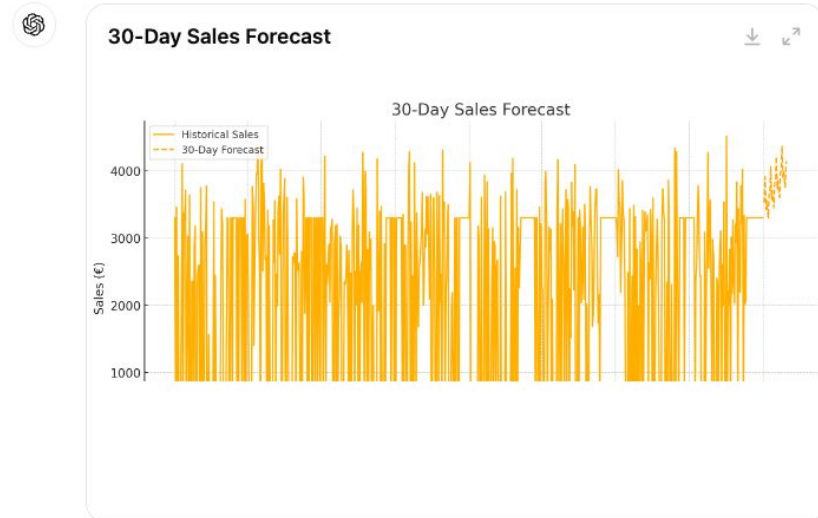 30-Day Sales Forecast
30-Day Sales Forecast
Historical Sales
30-Day Forecast
4000
3000
2000
1000
Sales (€)